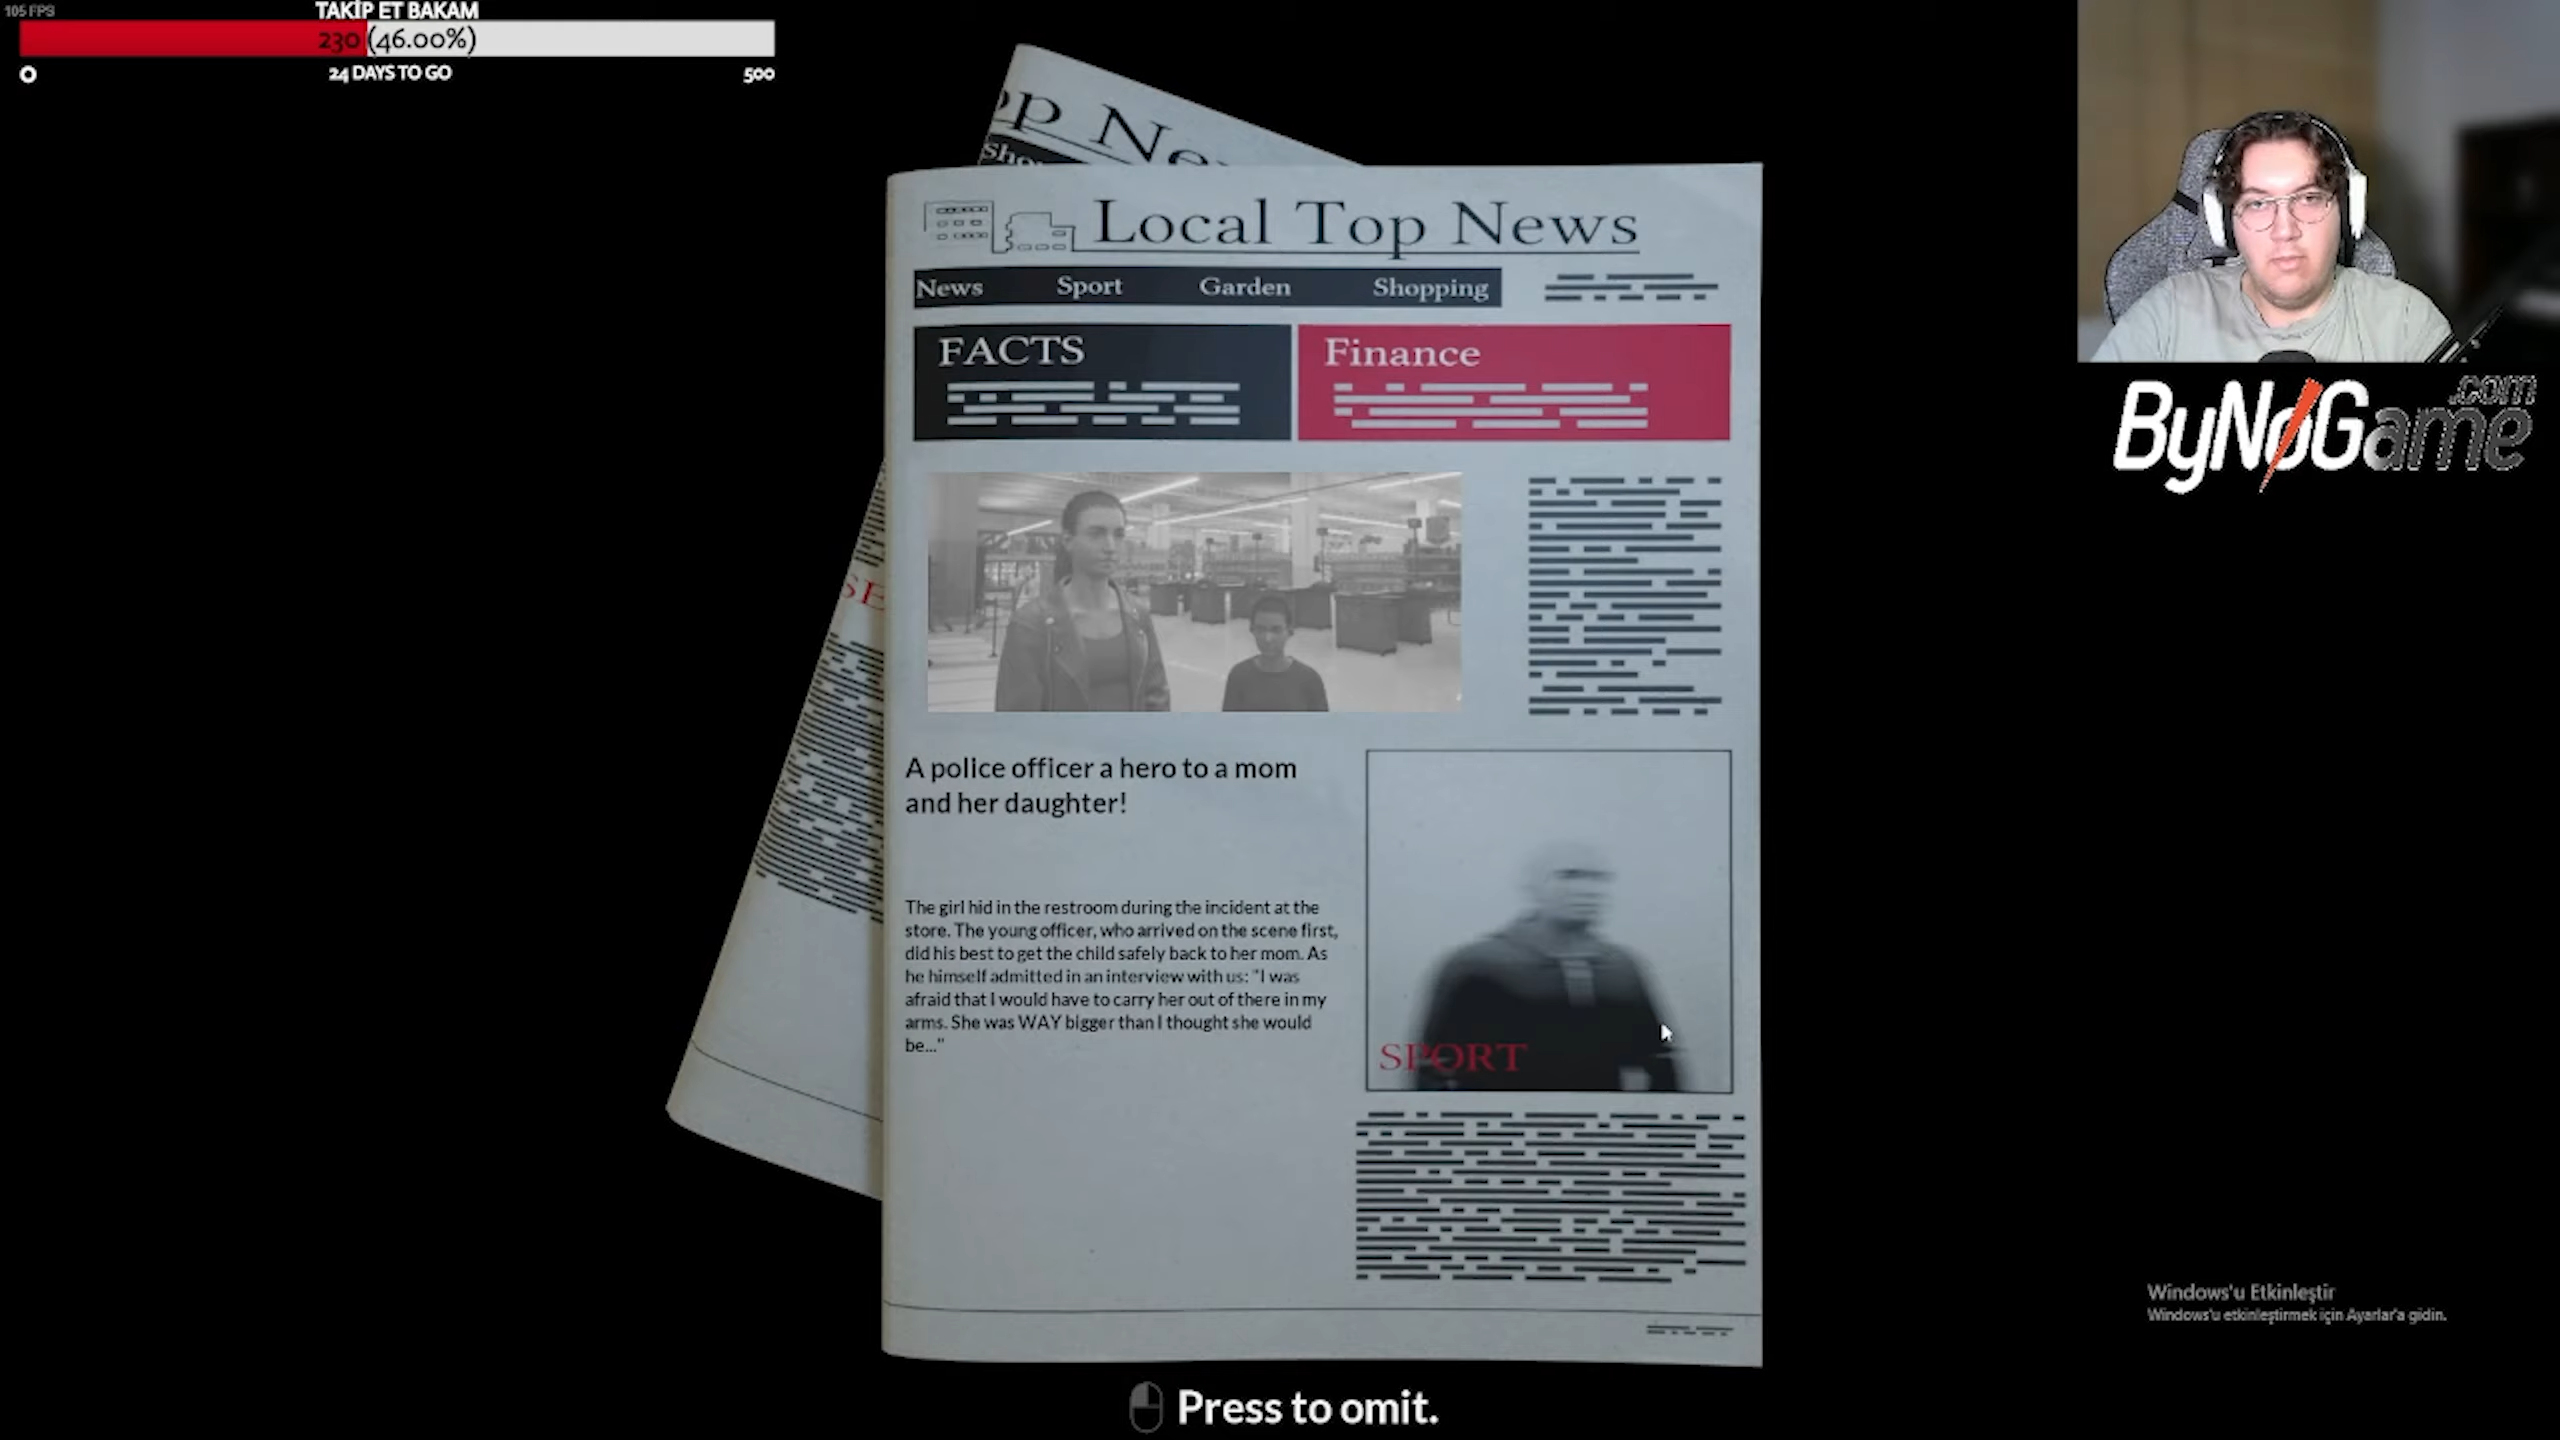 105 FPS
TAKİP ET BAKAM
230 (46.00%)
0
24 DAYS TO GO
500
Local Top News
News Sport Garden Shopping
FACTS
Finance
A police officer a hero to a mom
and her daughter!
The girl hid in the restroom during the incident at the
store. The young officer, who arrived on the scene first,
did his best to get the child safely back to her mom. As
he himself admitted in an interview with us: "I was
afraid that I would have to carry her out of there in my
arms. She was WAY bigger than I thought she would
be..."
SPORT
Press to omit.
ByNoGame
.com
Windows'u Etkinleştir
Windows'u etkinleştirmek için Ayarlar'a gidin.